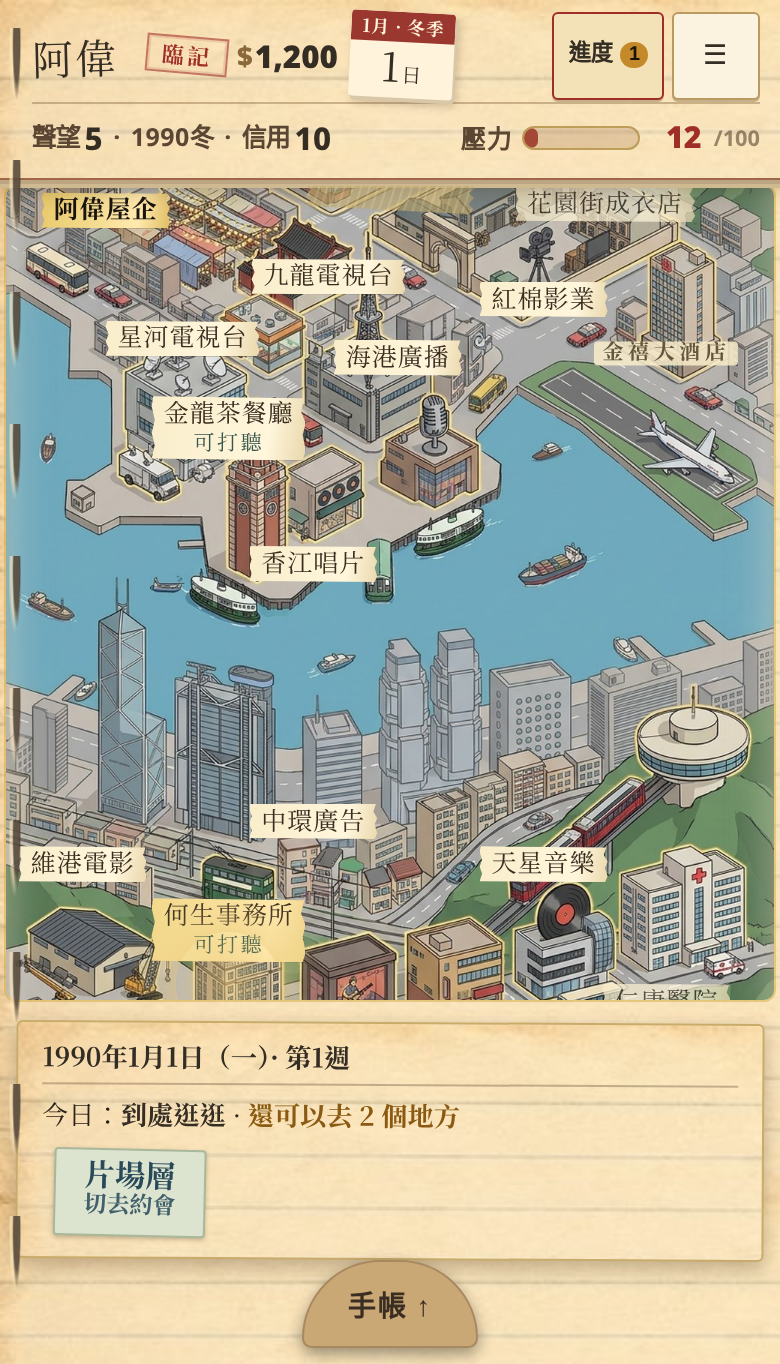 阿偉
臨記
$1,200
1月·冬季
1日
進度 1
☰
聲望5 · 1990冬 · 信用10
壓力 12 /100
阿偉屋企
花園街成衣店
九龍電視台
紅棉影業
星河電視台
海港廣播
金禧大酒店
金龍茶餐廳
可打聽
香江唱片
中環廣告
維港電影
天星音樂
何生事務所
可打聽
仁康醫院
1990年1月1日（一）· 第1週
今日：到處逛逛 · 還可以去 2 個地方
片場層
切去約會
手帳 ↑